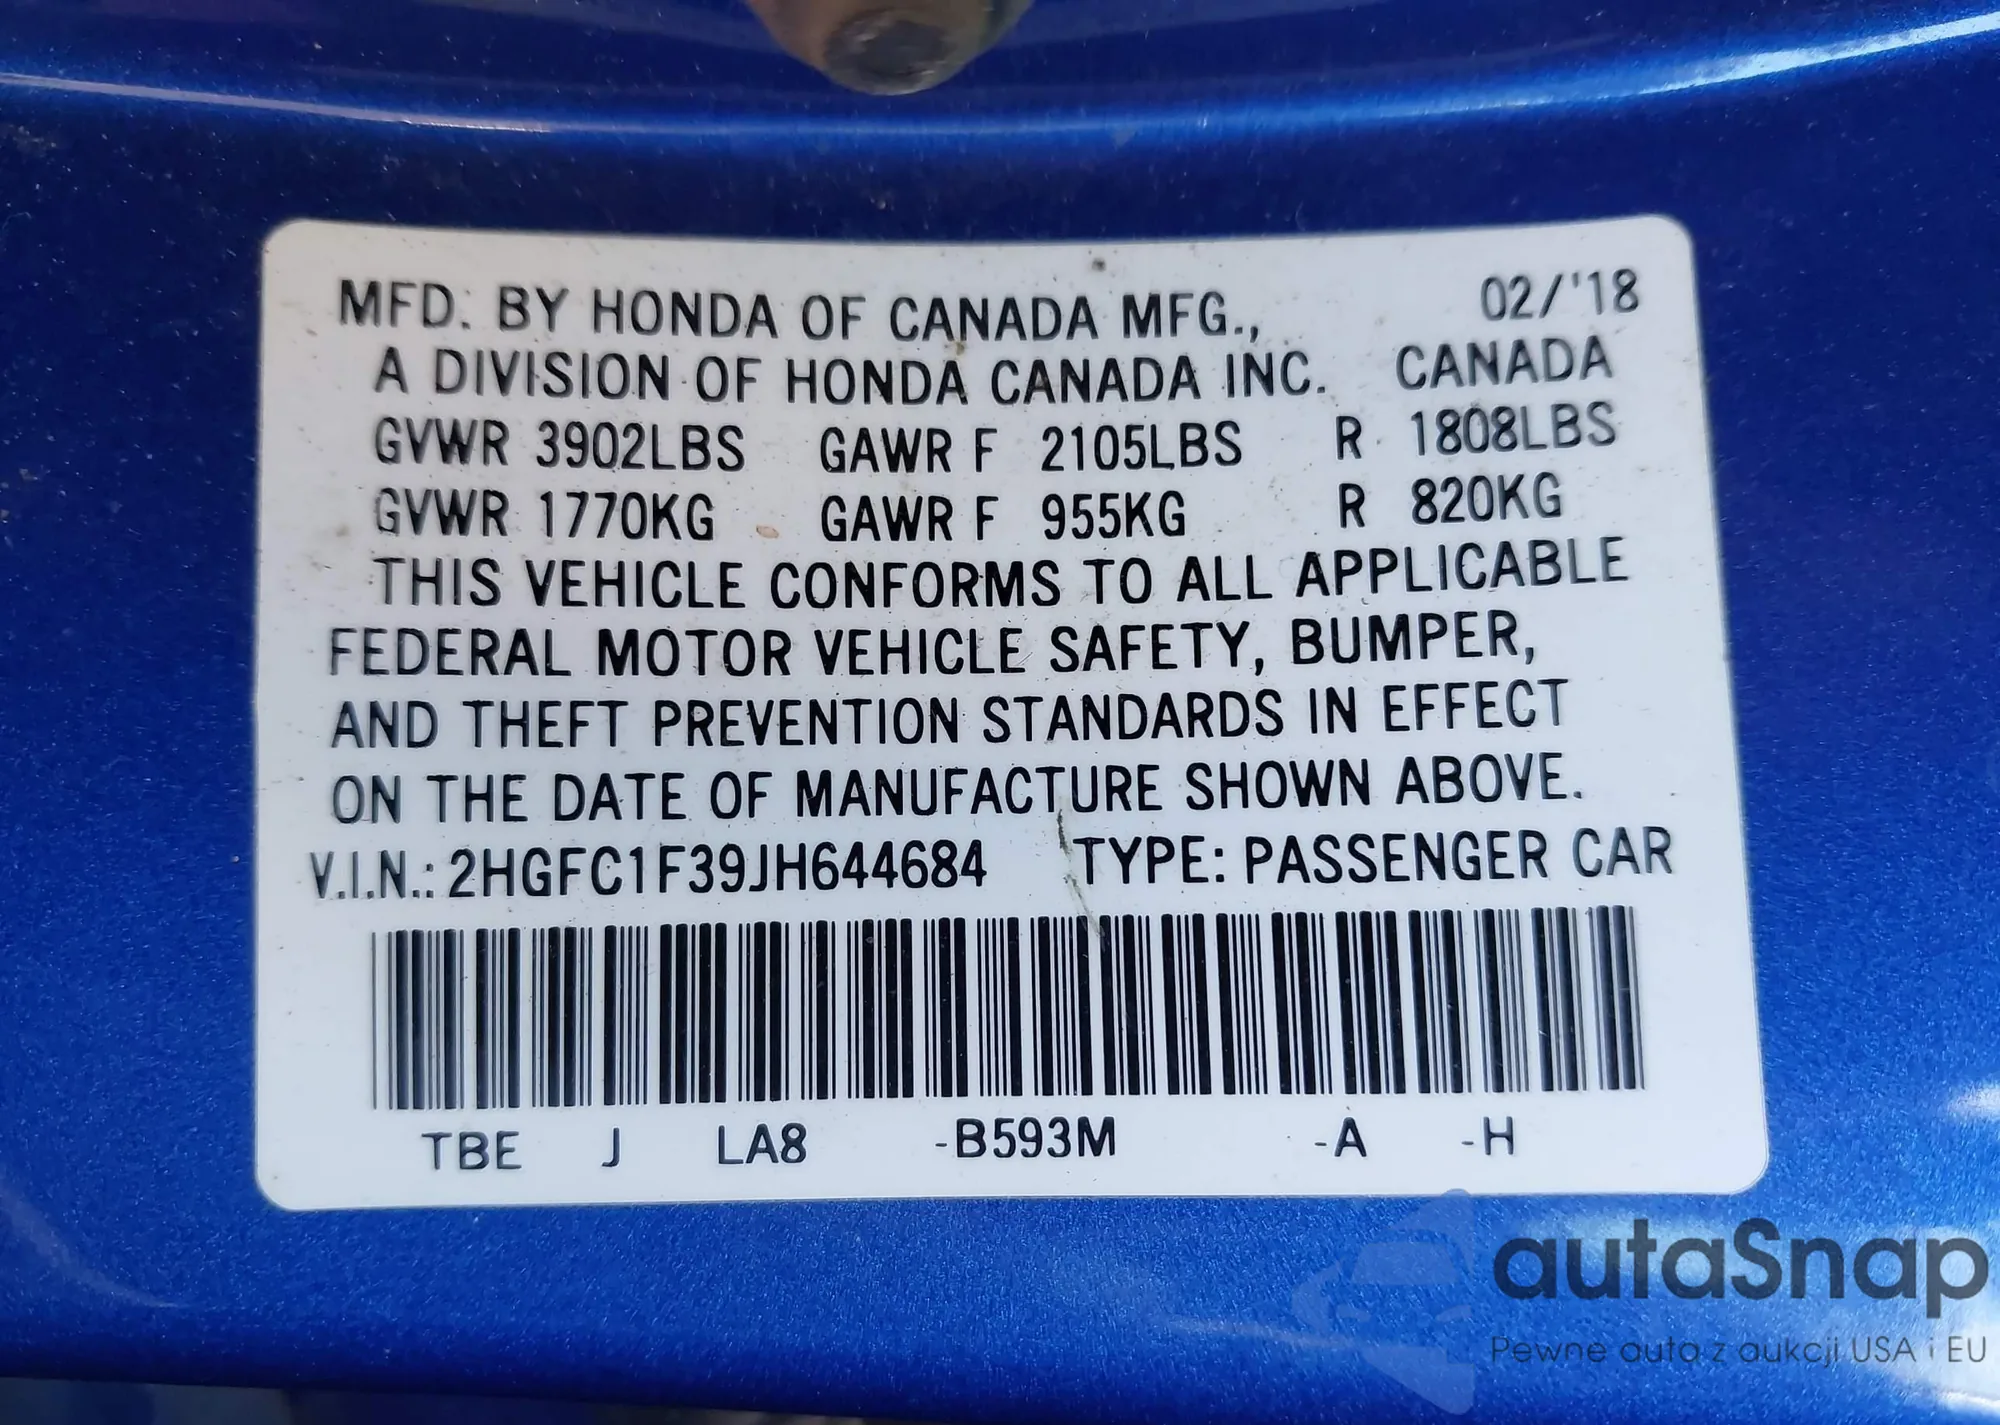 MFD. BY HONDA OF CANADA MFG., 02/'18
A DIVISION OF HONDA CANADA INC. CANADA
GVWR 3902LBS GAWR F 2105LBS R 1808LBS
GVWR 1770KG GAWR F 955KG R 820KG
THIS VEHICLE CONFORMS TO ALL APPLICABLE
FEDERAL MOTOR VEHICLE SAFETY, BUMPER,
AND THEFT PREVENTION STANDARDS IN EFFECT
ON THE DATE OF MANUFACTURE SHOWN ABOVE.
V.I.N.: 2HGFC1F39JH644684 TYPE: PASSENGER CAR
TBE J LA8 -B593M -A -H
autaSnap
Pewne auta z aukcji USA i EU